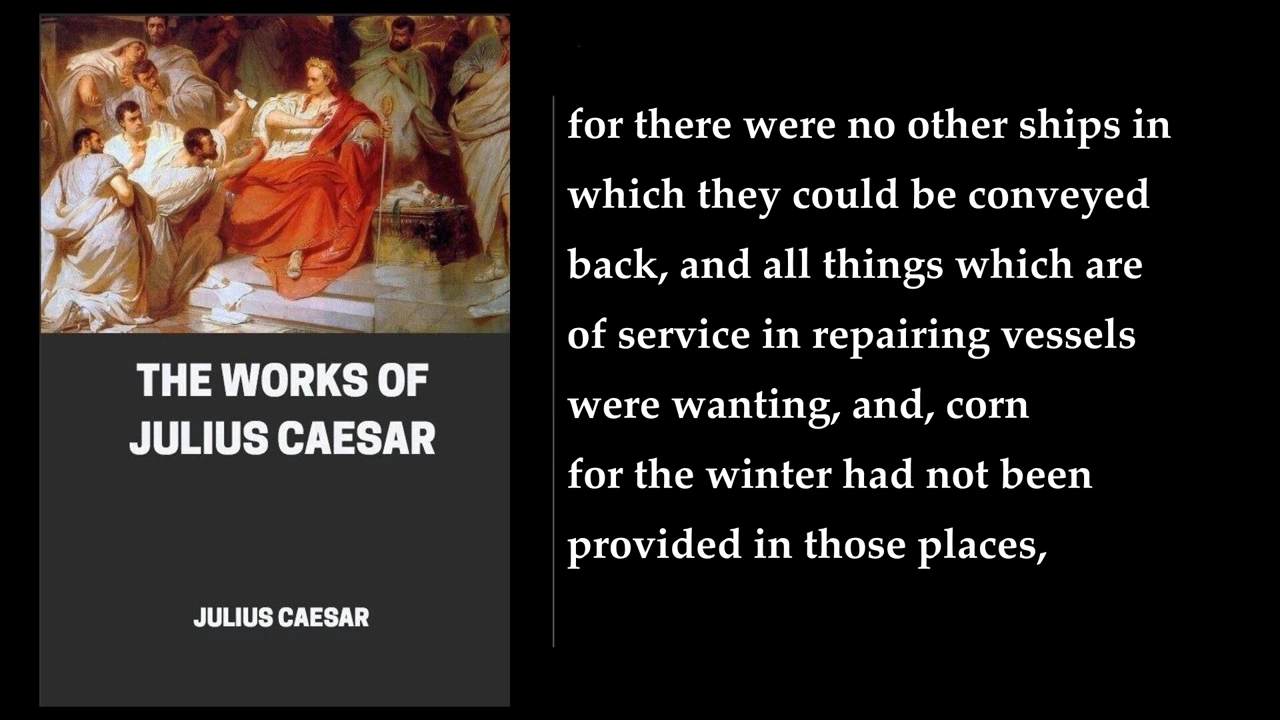 THE WORKS OF
JULIUS CAESAR
JULIUS CAESAR
for there were no other ships in
which they could be conveyed
back, and all things which are
of service in repairing vessels
were wanting, and, corn
for the winter had not been
provided in those places,